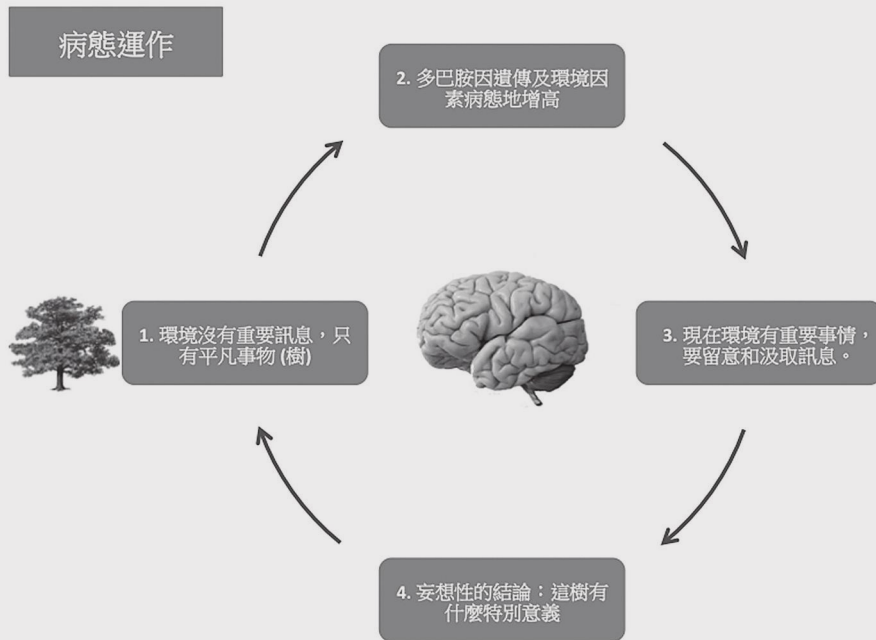 病態運作
2. 多巴胺因遺傳及環境因
素病態地增高
1. 環境沒有重要訊息，只
有平凡事物 (樹)
3. 現在環境有重要事情，
要留意和汲取訊息。
4. 妄想性的結論：這樹有
什麼特別意義